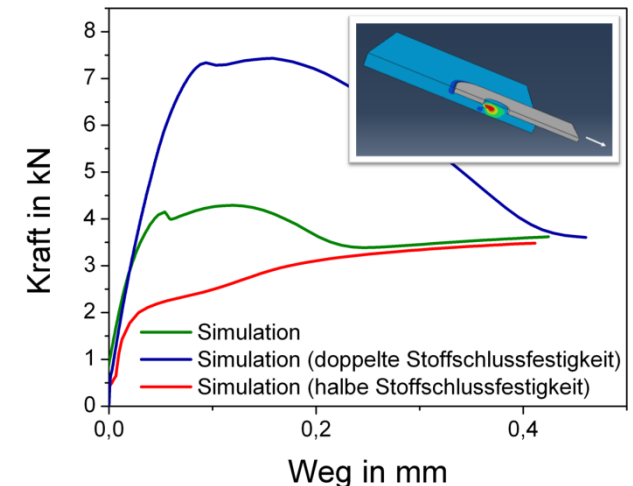 8
7
6
5
4
3
2
1
0
Kraft in kN
Simulation
Simulation (doppelte Stoffschlussfestigkeit)
Simulation (halbe Stoffschlussfestigkeit)
0,0 0,2 0,4
Weg in mm